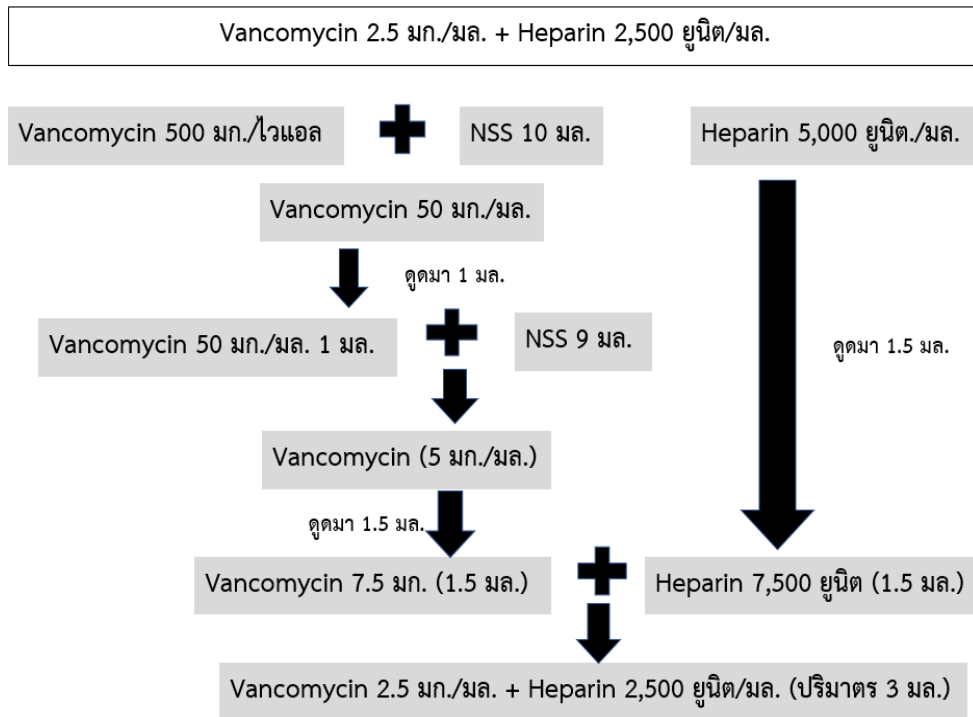 Vancomycin 2.5 มก./มล. + Heparin 2,500 ยูนิต/มล.
Vancomycin 500 มก./ไวแอล
NSS 10 มล.
Heparin 5,000 ยูนิต./มล.
Vancomycin 50 มก./มล.
ดูดมา 1 มล.
Vancomycin 50 มก./มล. 1 มล.
NSS 9 มล.
ดูดมา 1.5 มล.
Vancomycin (5 มก./มล.)
ดูดมา 1.5 มล.
Vancomycin 7.5 มก. (1.5 มล.)
Heparin 7,500 ยูนิต (1.5 มล.)
Vancomycin 2.5 มก./มล. + Heparin 2,500 ยูนิต/มล. (ปริมาตร 3 มล.)